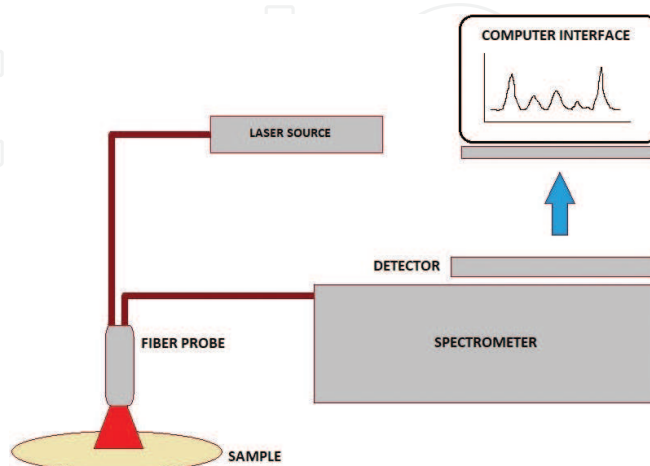 COMPUTER INTERFACE
LASER SOURCE
DETECTOR
FIBER PROBE
SPECTROMETER
SAMPLE